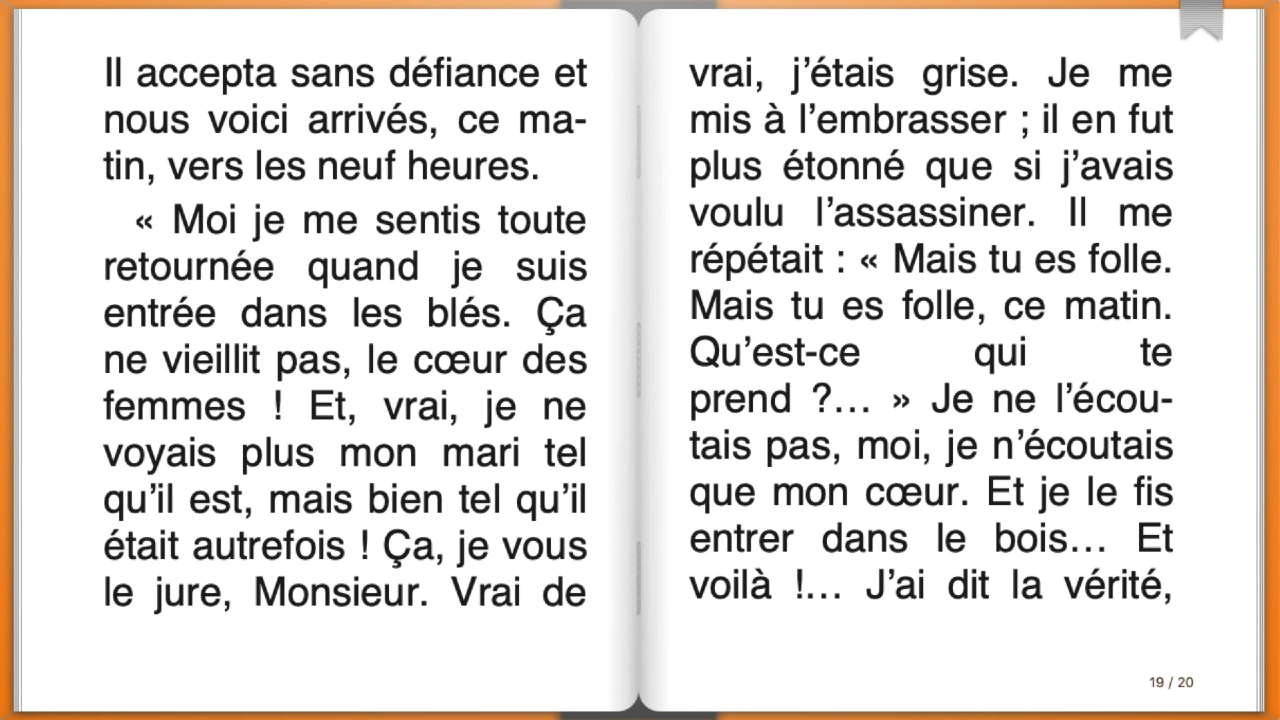 Il accepta sans défiance et
nous voici arrivés, ce ma-
tin, vers les neuf heures.
« Moi je me sentis toute
retournée quand je suis
entrée dans les blés. Ça
ne vieillit pas, le cœur des
femmes ! Et, vrai, je ne
voyais plus mon mari tel
qu’il est, mais bien tel qu’il
était autrefois ! Ça, je vous
le jure, Monsieur. Vrai de
vrai, j’étais grise. Je me
mis à l’embrasser ; il en fut
plus étonné que si j’avais
voulu l’assassiner. Il me
répétait : « Mais tu es folle.
Mais tu es folle, ce matin.
Qu’est-ce qui te
prend ?… » Je ne l’écou-
tais pas, moi, je n’écoutais
que mon cœur. Et je le fis
entrer dans le bois… Et
voilà !… J’ai dit la vérité,
19 / 20